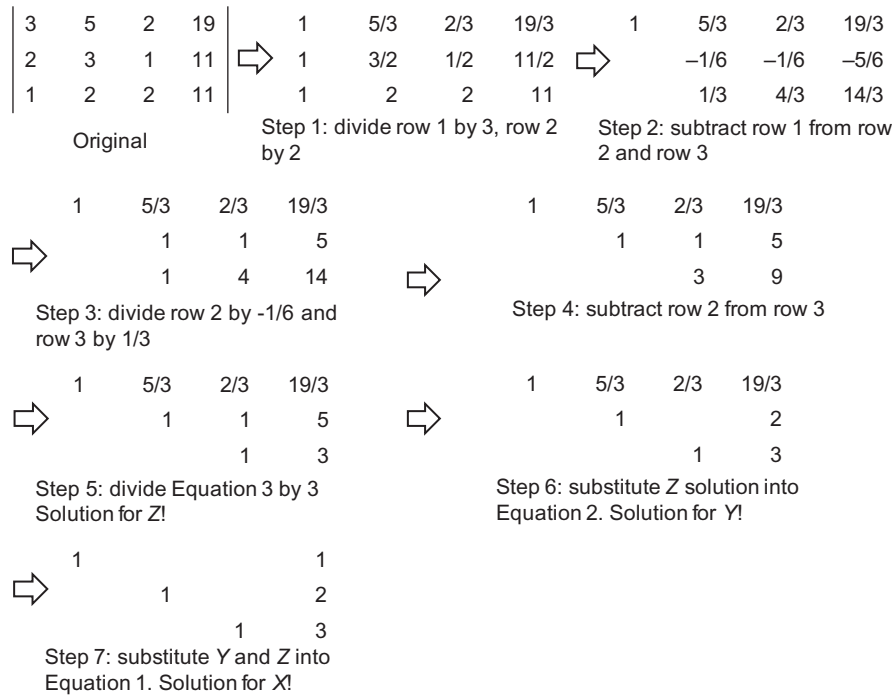 3 5 2 19
2 3 1 11
1 2 2 11
Original
1 5/3 2/3 19/3
1 3/2 1/2 11/2
1 2 2 11
Step 1: divide row 1 by 3, row 2
by 2
1 5/3 2/3 19/3
–1/6 –1/6 –5/6
1/3 4/3 14/3
Step 2: subtract row 1 from row
2 and row 3
1 5/3 2/3 19/3
1 1 5
1 4 14
Step 3: divide row 2 by -1/6 and
row 3 by 1/3
1 5/3 2/3 19/3
1 1 5
3 9
Step 4: subtract row 2 from row 3
1 5/3 2/3 19/3
1 1 5
1 3
Step 5: divide Equation 3 by 3
Solution for Z!
1 5/3 2/3 19/3
1 2
1 3
Step 6: substitute Z solution into
Equation 2. Solution for Y!
1 1
1 2
1 3
Step 7: substitute Y and Z into
Equation 1. Solution for X!